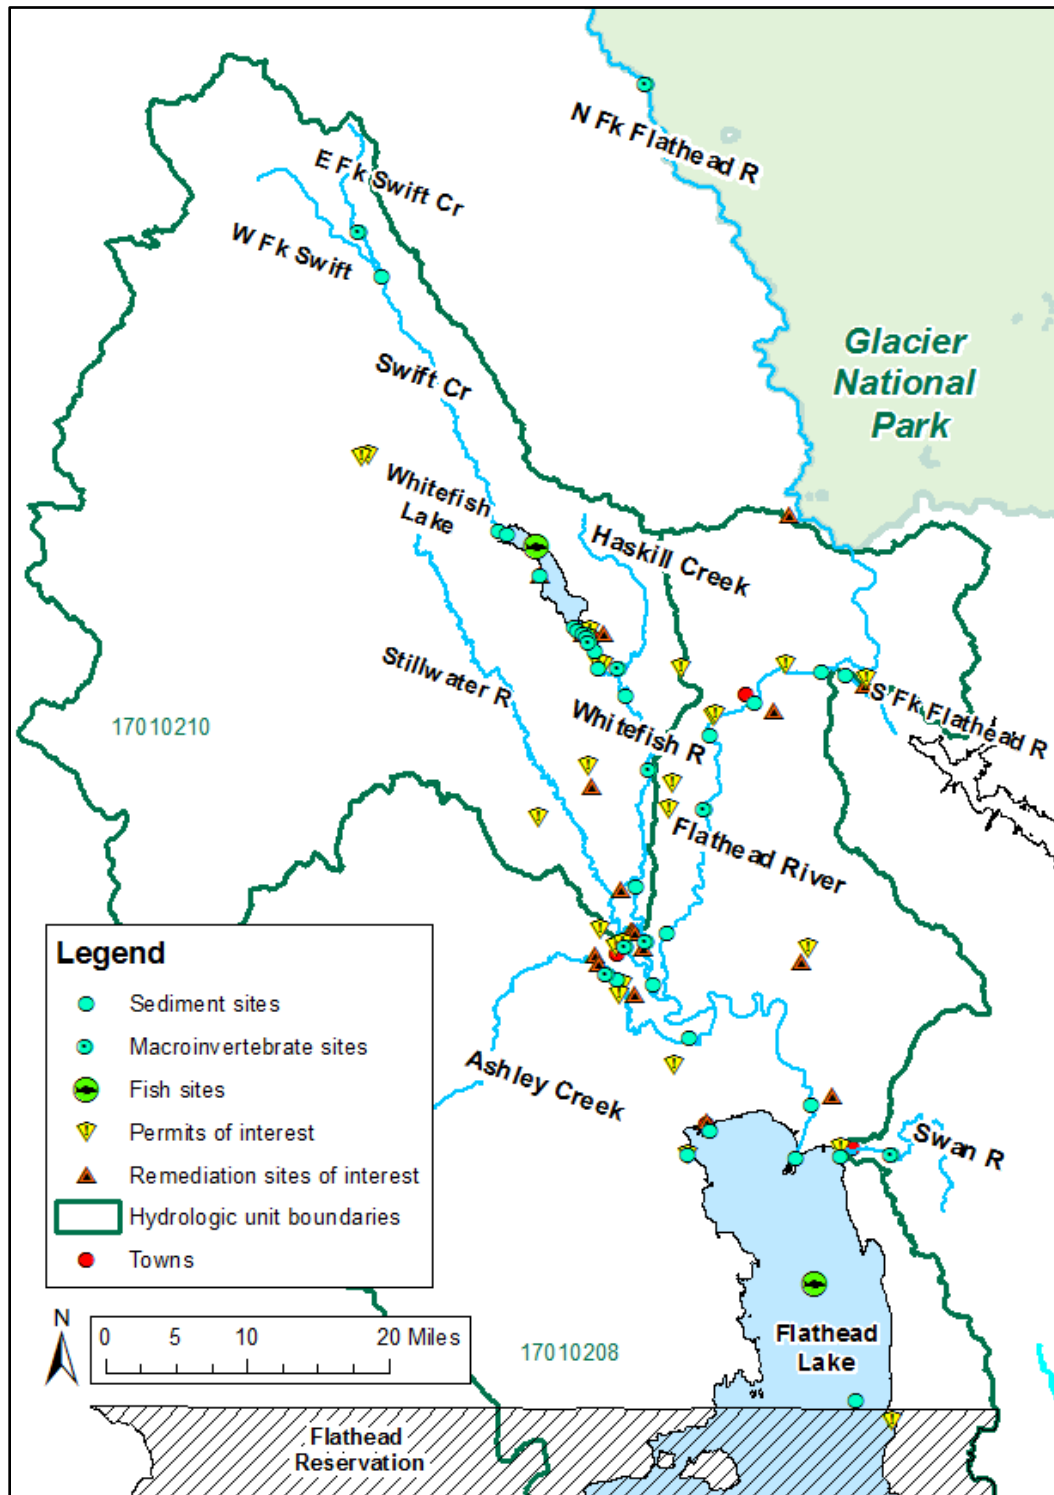 N Fk Flathead R
E Fk Swift Cr
W Fk Swift
Glacier
National
Park
Swift Cr
Whitefish
Lake
Haskill Creek
Stillwater R
S Fk Flathead R
Whitefish R
17010210
Flathead River
Legend
Sediment sites
Macroinvertebrate sites
Fish sites
Permits of interest
Remediation sites of interest
Hydrologic unit boundaries
Towns
Ashley Creek
Swan R
N
0 5 10 20 Miles
17010208
Flathead
Lake
Flathead
Reservation